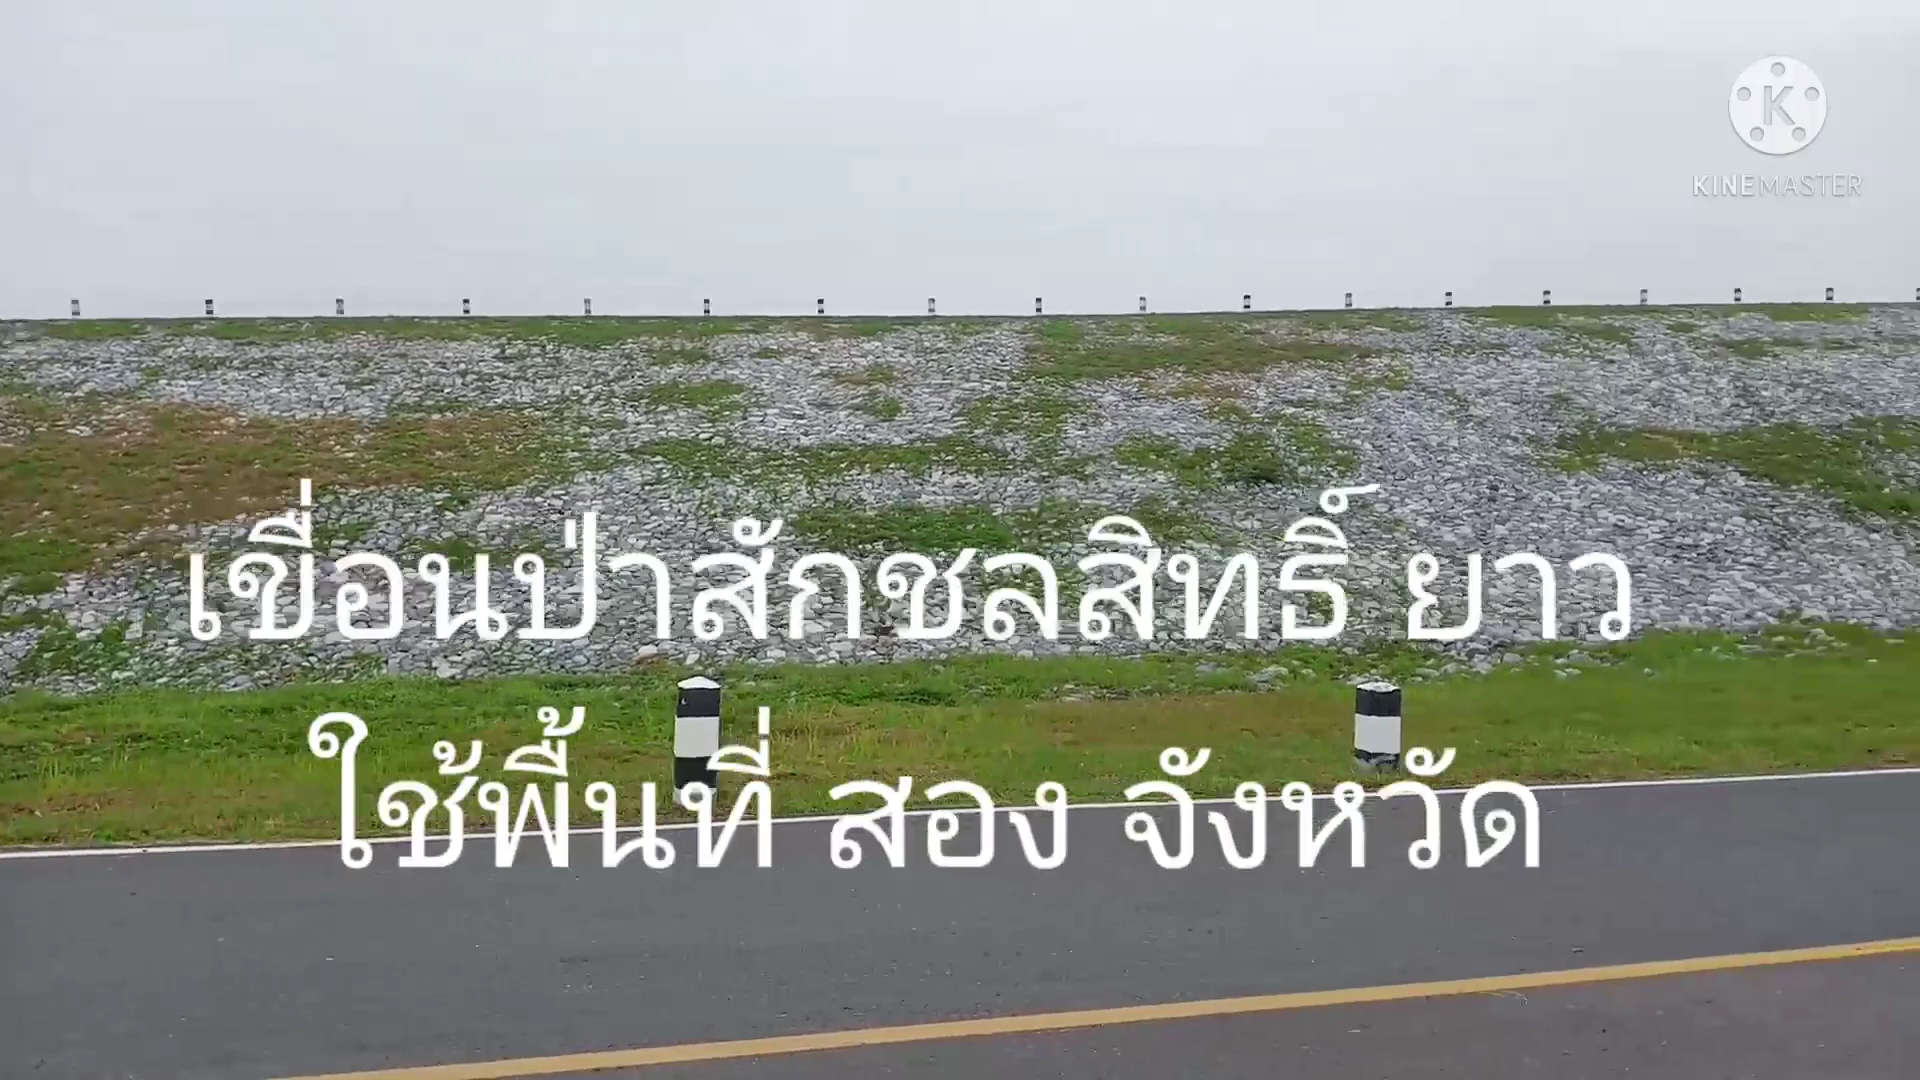 K
KINEMASTER
เขื่อนป่าสักชลสิทธิ์ ยาว
ใช้พื้นที่ สอง จังหวัด